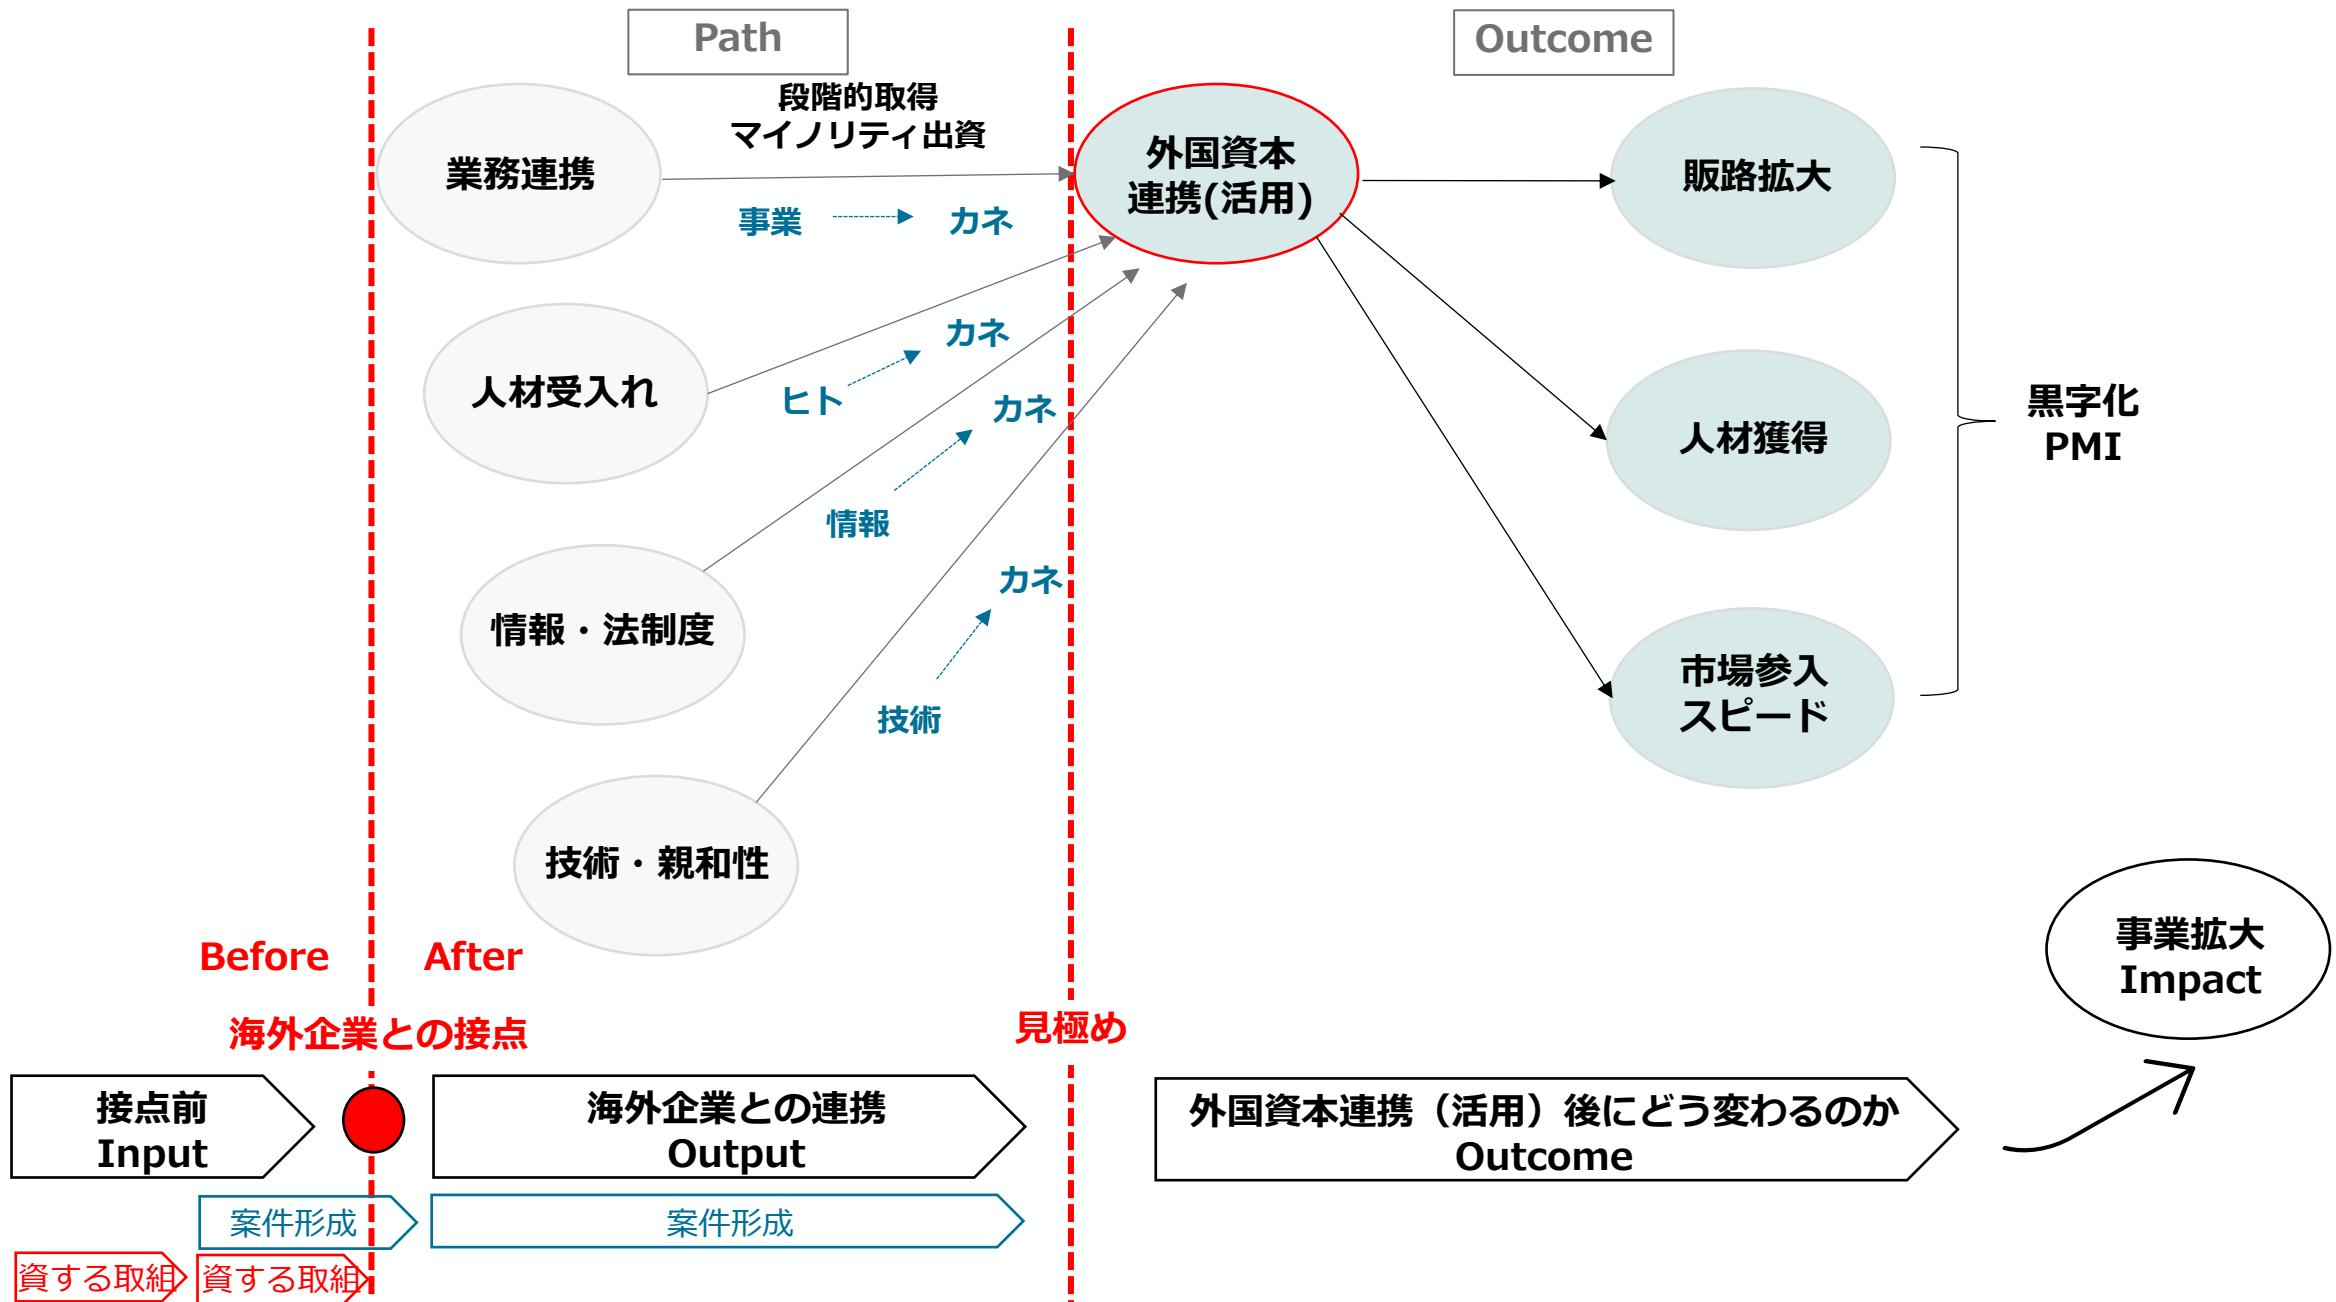 Path
Outcome
段階的取得
マイノリティ出資
業務連携
外国資本
連携(活用)
販路拡大
事業
カネ
カネ
人材受入れ
ヒト
カネ
人材獲得
黒字化
PMI
情報
カネ
情報・法制度
技術
市場参入
スピード
技術・親和性
Before
After
事業拡大
Impact
海外企業との接点
見極め
接点前
Input
海外企業との連携
Output
外国資本連携（活用）後にどう変わるのか
Outcome
案件形成
案件形成
資する取組
資する取組